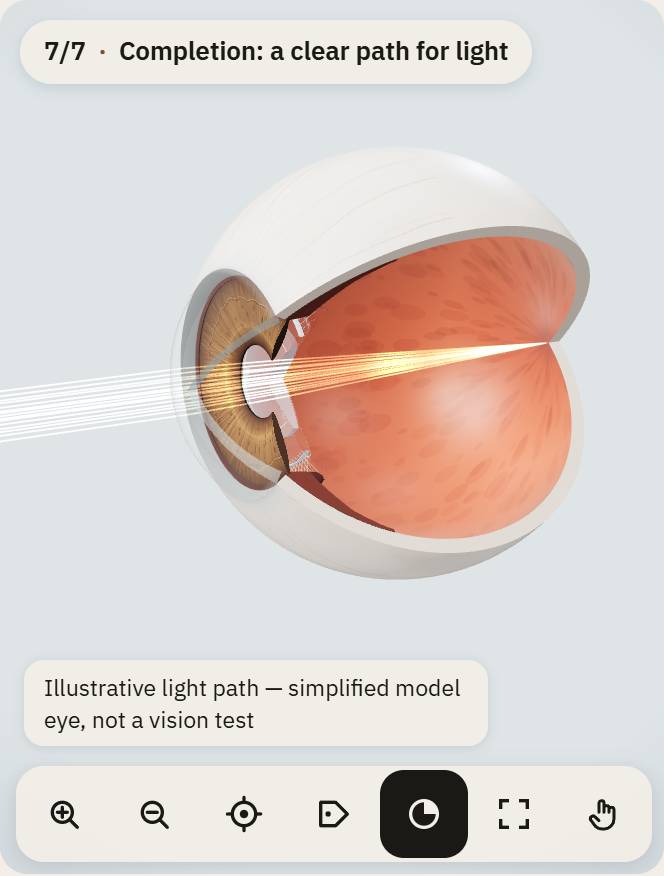 7/7 · Completion: a clear path for light
Illustrative light path — simplified model
eye, not a vision test